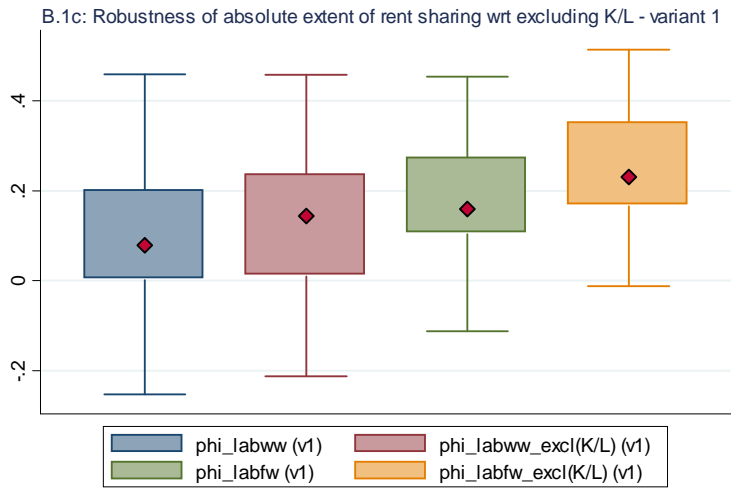 B.1c: Robustness of absolute extent of rent sharing wrt excluding K/L - variant 1
.4
.2
0
-.2
phi_labww (v1) phi_labww_excl(K/L) (v1)
phi_labfw (v1) phi_labfw_excl(K/L) (v1)